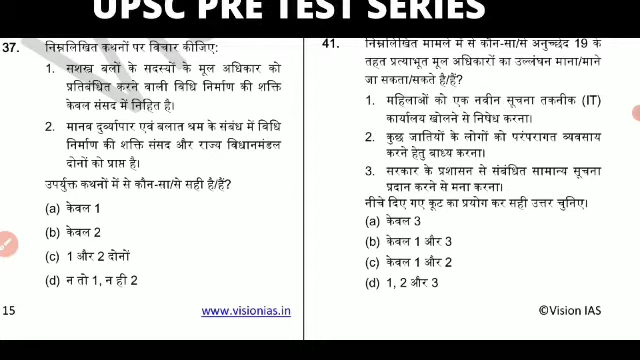 UPSC PRE TEST SERIES
37. निम्नलिखित कथनों पर विचार कीजिए:
1. सशस्त्र बलों के सदस्यों के मूल अधिकार को
प्रतिबंधित करने वाली विधि निर्माण की शक्ति
केवल संसद में निहित है।
2. मानव दुर्व्यापार एवं बलात श्रम के संबंध में विधि
निर्माण की शक्ति संसद और राज्य विधानमंडल
दोनों को प्राप्त है।
उपर्युक्त कथनों में से कौन-सा/से सही है/हैं?
(a) केवल 1
(b) केवल 2
(c) 1 और 2 दोनों
(d) न तो 1, न ही 2
15
www.visionias.in
41. निम्नलिखित मामले में से कौन-सा/से अनुच्छेद 19 के
तहत प्रत्याभूत मूल अधिकारों का उल्लंघन माना/माने
जा सकता/सकते है/हैं?
1. महिलाओं को एक नवीन सूचना तकनीक (IT)
कार्यालय खोलने से निषेध करना।
2. कुछ जातियों के लोगों को परंपरागत व्यवसाय
करने हेतु बाध्य करना।
3. सरकार के प्रशासन से संबंधित सामान्य सूचना
प्रदान करने से मना करना।
नीचे दिए गए कूट का प्रयोग कर सही उत्तर चुनिए।
(a) केवल 3
(b) केवल 1 और 3
(c) केवल 1 और 2
(d) 1, 2 और 3
©Vision IAS